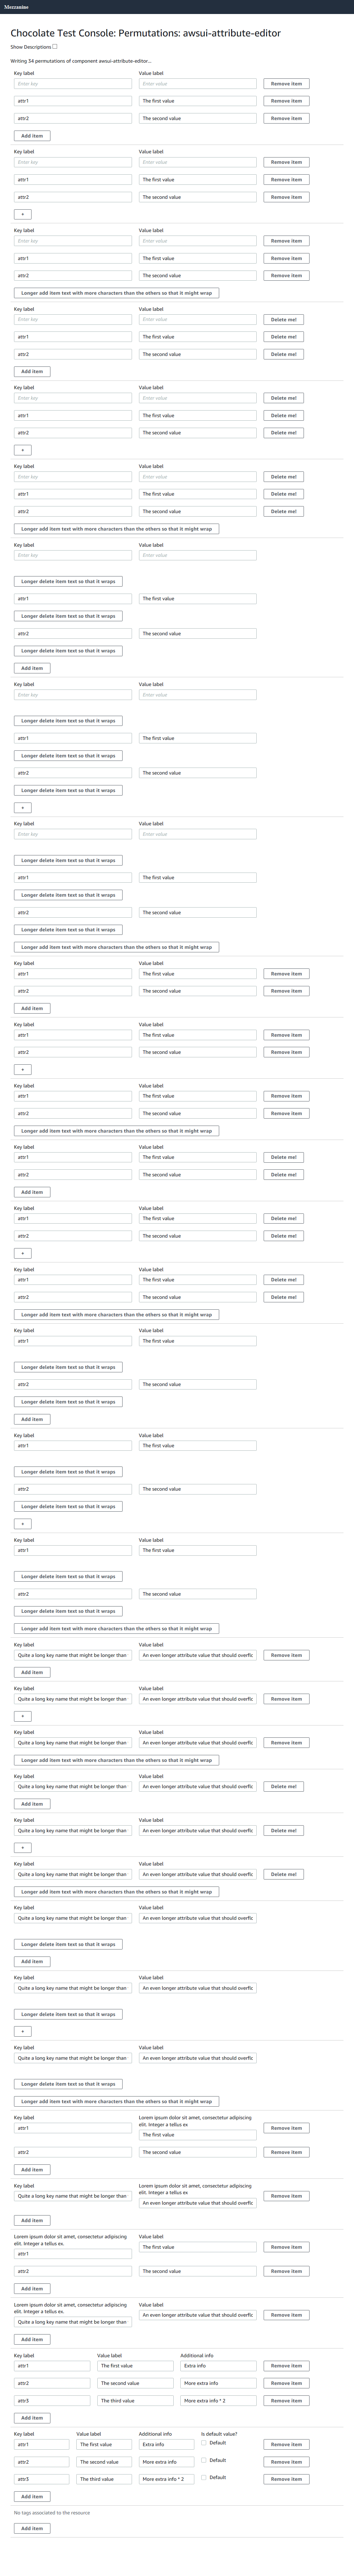 Mezzanine
Chocolate Test Console: Permutations: awsui-attribute-editor
Show Descriptions
Writing 34 permutations of component awsui-attribute-editor...
Key label Value label
Enter key Enter value Remove item
attr1 The first value Remove item
attr2 The second value Remove item
Add item
Key label Value label
Enter key Enter value Remove item
attr1 The first value Remove item
attr2 The second value Remove item
+
Key label Value label
Enter key Enter value Remove item
attr1 The first value Remove item
attr2 The second value Remove item
Longer add item text with more characters than the others so that it might wrap
Key label Value label
Enter key Enter value Delete me!
attr1 The first value Delete me!
attr2 The second value Delete me!
Add item
Key label Value label
Enter key Enter value Delete me!
attr1 The first value Delete me!
attr2 The second value Delete me!
+
Key label Value label
Enter key Enter value Delete me!
attr1 The first value Delete me!
attr2 The second value Delete me!
Longer add item text with more characters than the others so that it might wrap
Key label Value label
Enter key Enter value
Longer delete item text so that it wraps
attr1 The first value
Longer delete item text so that it wraps
attr2 The second value
Longer delete item text so that it wraps
Add item
Key label Value label
Enter key Enter value
Longer delete item text so that it wraps
attr1 The first value
Longer delete item text so that it wraps
attr2 The second value
Longer delete item text so that it wraps
+
Key label Value label
Enter key Enter value
Longer delete item text so that it wraps
attr1 The first value
Longer delete item text so that it wraps
attr2 The second value
Longer delete item text so that it wraps
Longer add item text with more characters than the others so that it might wrap
Key label Value label
attr1 The first value Remove item
attr2 The second value Remove item
Add item
Key label Value label
attr1 The first value Remove item
attr2 The second value Remove item
+
Key label Value label
attr1 The first value Remove item
attr2 The second value Remove item
Longer add item text with more characters than the others so that it might wrap
Key label Value label
attr1 The first value Delete me!
attr2 The second value Delete me!
Add item
Key label Value label
attr1 The first value Delete me!
attr2 The second value Delete me!
+
Key label Value label
attr1 The first value Delete me!
attr2 The second value Delete me!
Longer add item text with more characters than the others so that it might wrap
Key label Value label
attr1 The first value
Longer delete item text so that it wraps
attr2 The second value
Longer delete item text so that it wraps
Add item
Key label Value label
attr1 The first value
Longer delete item text so that it wraps
attr2 The second value
Longer delete item text so that it wraps
+
Key label Value label
attr1 The first value
Longer delete item text so that it wraps
attr2 The second value
Longer delete item text so that it wraps
Longer add item text with more characters than the others so that it might wrap
Key label Value label
Quite a long key name that might be longer than An even longer attribute value that should overflc Remove item
Add item
Key label Value label
Quite a long key name that might be longer than An even longer attribute value that should overflc Remove item
+
Key label Value label
Quite a long key name that might be longer than An even longer attribute value that should overflc Remove item
Longer add item text with more characters than the others so that it might wrap
Key label Value label
Quite a long key name that might be longer than An even longer attribute value that should overflc Delete me!
Add item
Key label Value label
Quite a long key name that might be longer than An even longer attribute value that should overflc Delete me!
+
Key label Value label
Quite a long key name that might be longer than An even longer attribute value that should overflc Delete me!
Longer add item text with more characters than the others so that it might wrap
Key label Value label
Quite a long key name that might be longer than An even longer attribute value that should overflc
Longer delete item text so that it wraps
Add item
Key label Value label
Quite a long key name that might be longer than An even longer attribute value that should overflc
Longer delete item text so that it wraps
+
Key label Value label
Quite a long key name that might be longer than An even longer attribute value that should overflc
Longer delete item text so that it wraps
Longer add item text with more characters than the others so that it might wrap
Key label Lorem ipsum dolor sit amet, consectetur adipiscing
elit. Integer a tellus ex
attr1 The first value Remove item
attr2 The second value Remove item
Add item
Key label Lorem ipsum dolor sit amet, consectetur adipiscing
elit. Integer a tellus ex
Quite a long key name that might be longer than An even longer attribute value that should overflc Remove item
Add item
Lorem ipsum dolor sit amet, consectetur adipiscing Value label
elit. Integer a tellus ex.
attr1 The first value Remove item
attr2 The second value Remove item
Add item
Lorem ipsum dolor sit amet, consectetur adipiscing Value label
elit. Integer a tellus ex.
Quite a long key name that might be longer than An even longer attribute value that should overflc Remove item
Add item
Key label Value label Additional info
attr1 The first value Extra info Remove item
attr2 The second value More extra info Remove item
attr3 The third value More extra info * 2 Remove item
Add item
Key label Value label Additional info Is default value?
attr1 The first value Extra info Default Remove item
attr2 The second value More extra info Default Remove item
attr3 The third value More extra info * 2 Default Remove item
Add item
No tags associated to the resource
Add item